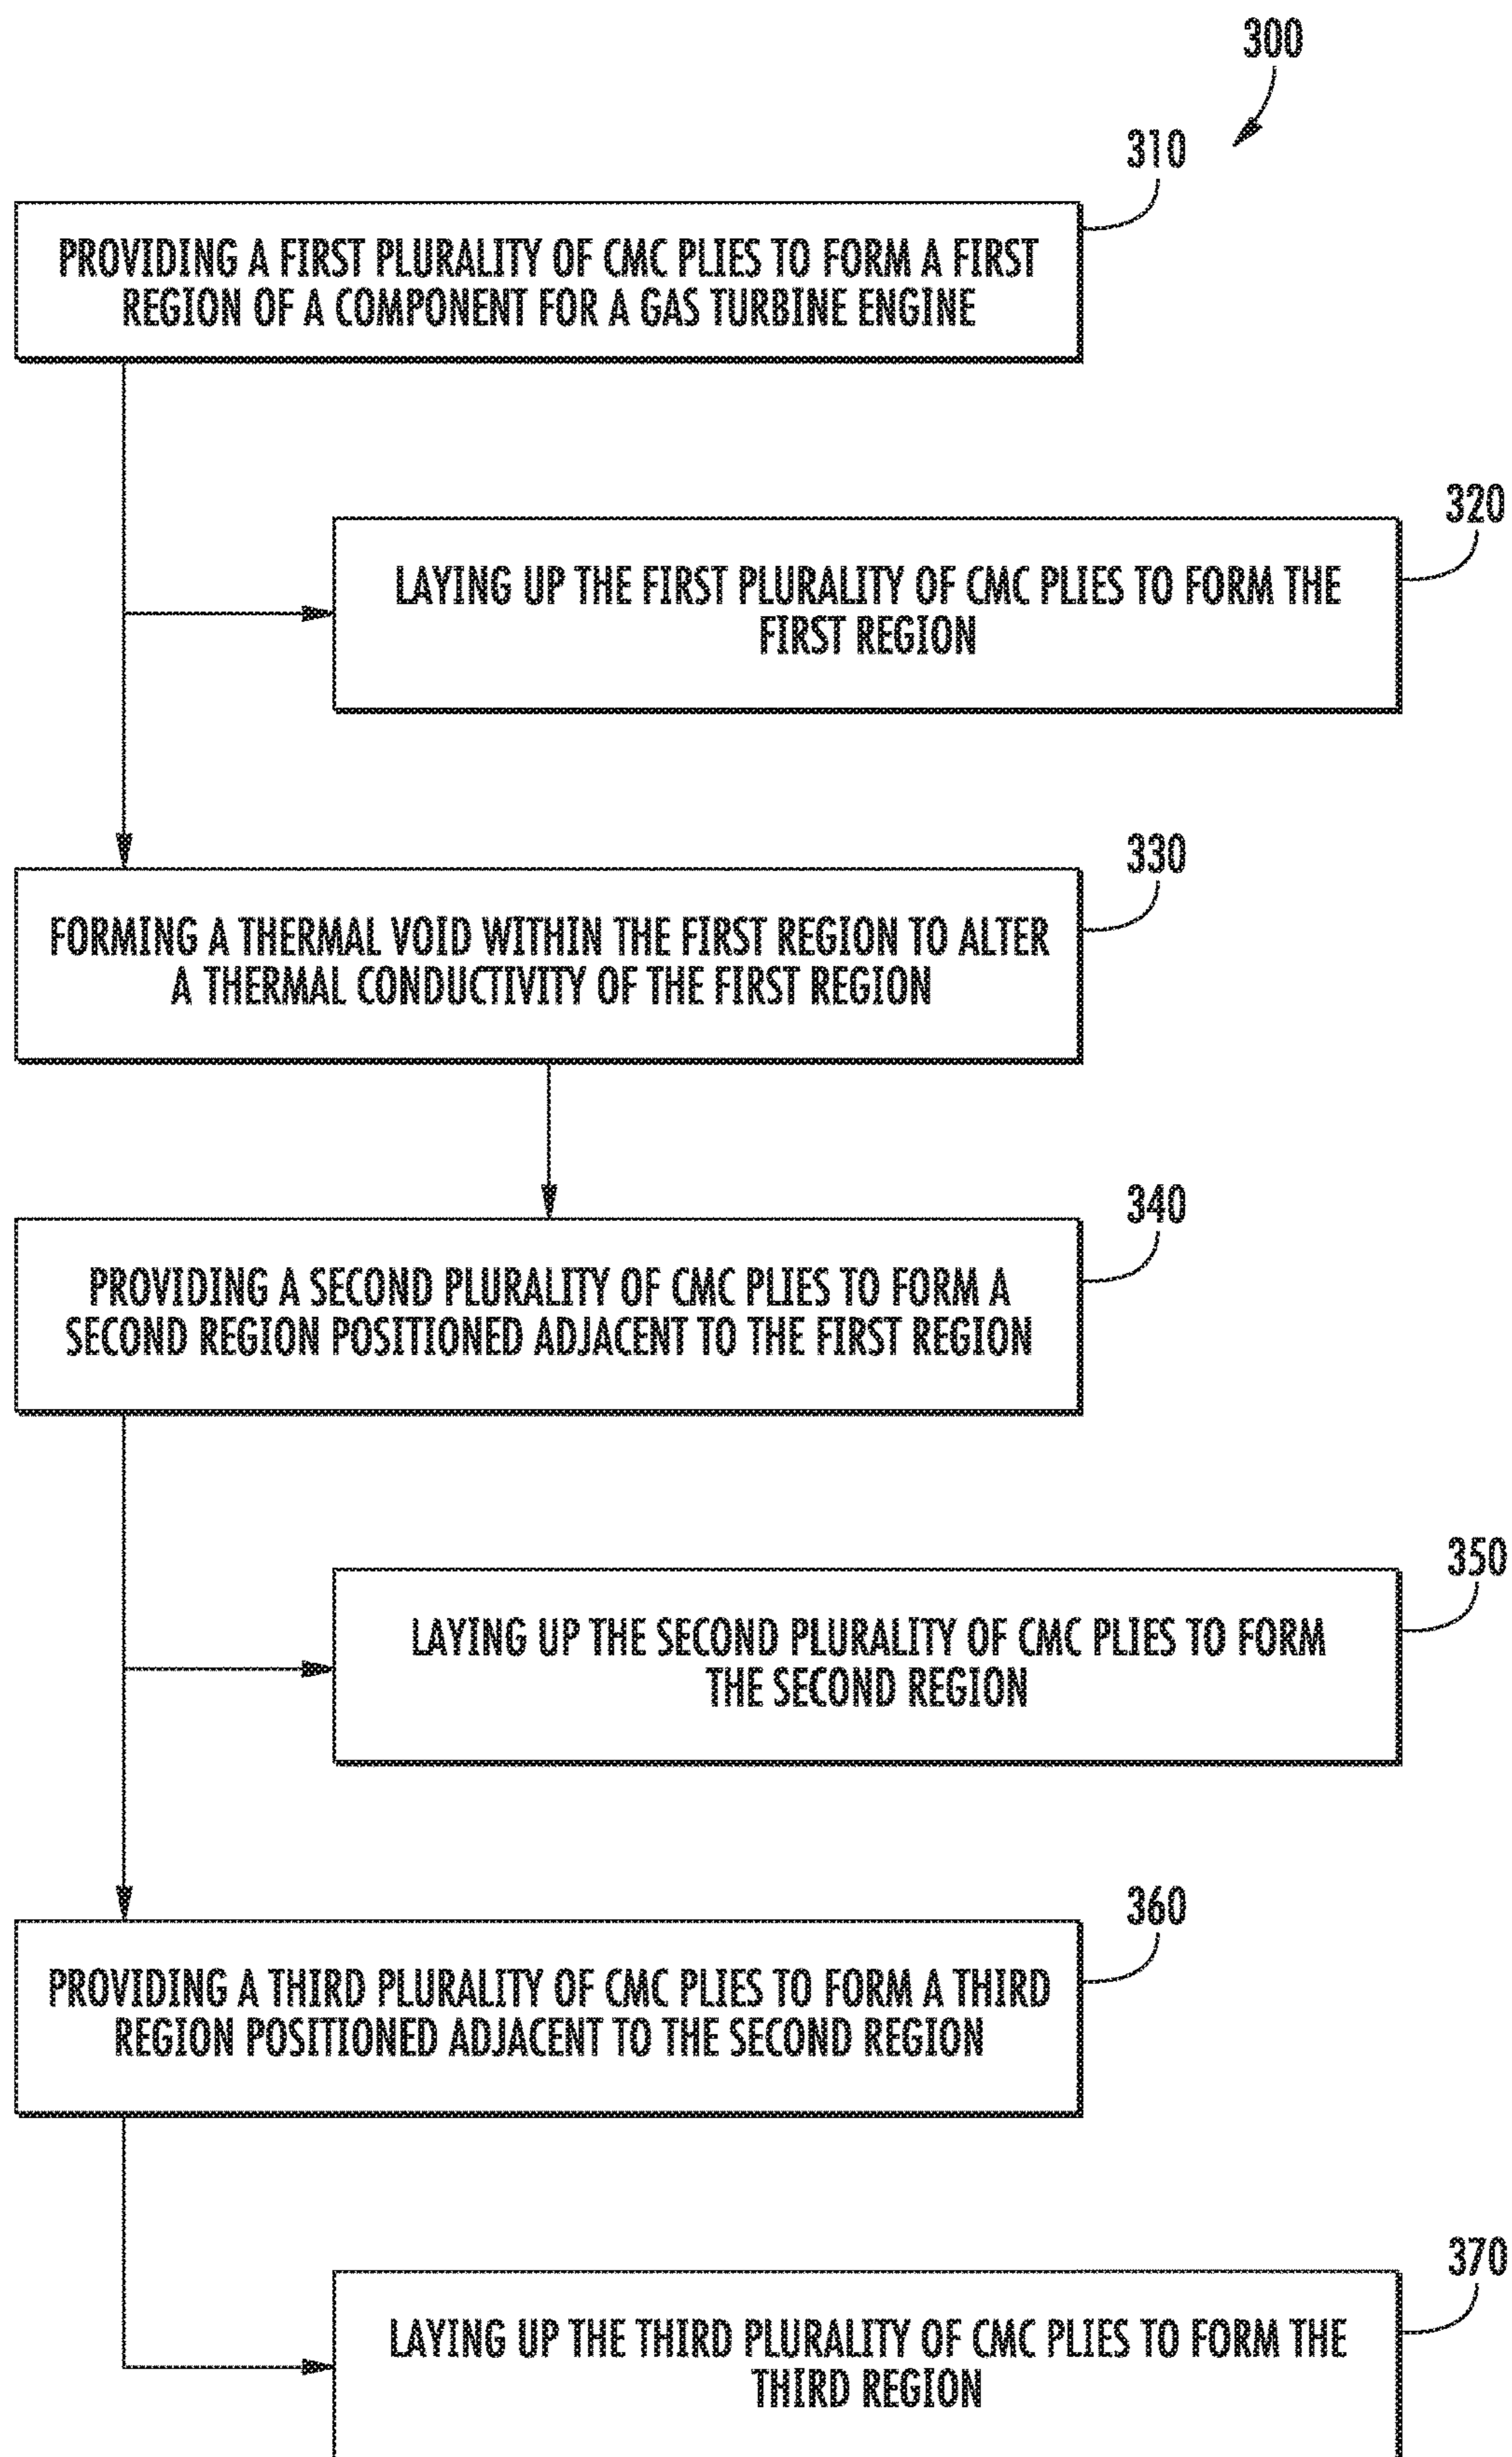 300
310
PROVIDING A FIRST PLURALITY OF CMC PLIES TO FORM A FIRST
REGION OF A COMPONENT FOR A GAS TURBINE ENGINE
320
LAYING UP THE FIRST PLURALITY OF CMC PLIES TO FORM THE
FIRST REGION
330
FORMING A THERMAL VOID WITHIN THE FIRST REGION TO ALTER
A THERMAL CONDUCTIVITY OF THE FIRST REGION
340
PROVIDING A SECOND PLURALITY OF CMC PLIES TO FORM A
SECOND REGION POSITIONED ADJACENT TO THE FIRST REGION
350
LAYING UP THE SECOND PLURALITY OF CMC PLIES TO FORM
THE SECOND REGION
360
PROVIDING A THIRD PLURALITY OF CMC PLIES TO FORM A THIRD
REGION POSITIONED ADJACENT TO THE SECOND REGION
370
LAYING UP THE THIRD PLURALITY OF CMC PLIES TO FORM THE
THIRD REGION